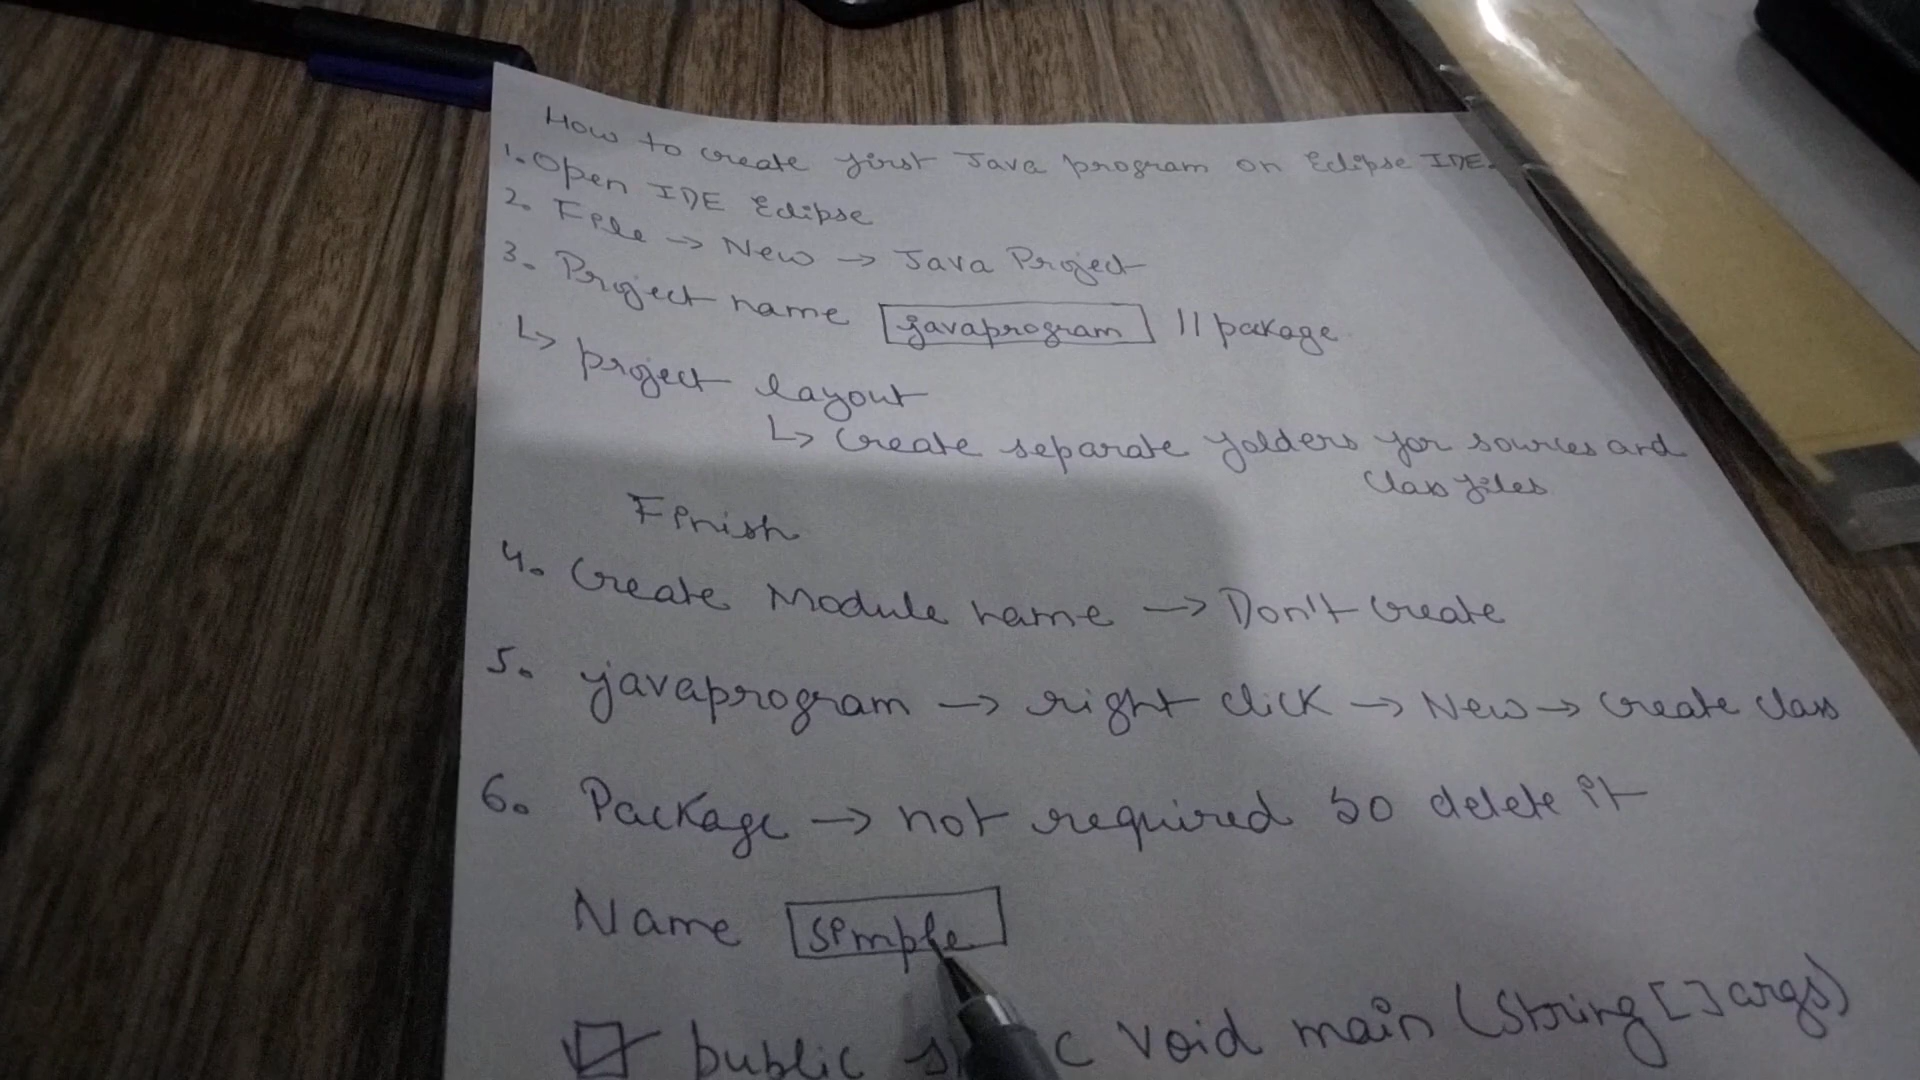 How to create first Java program on Eclipse IDE.
1. Open IDE Eclipse
2. File → New → Java Project
3. Project name javaprogram // package
↳ project layout
↳ Create separate folders for sources and
class files
Finish
4. Create Module name → Don't create
5. javaprogram → right click → New → Create class
6. Package → not required so delete it
Name simple
☑ public void main (String [] args)